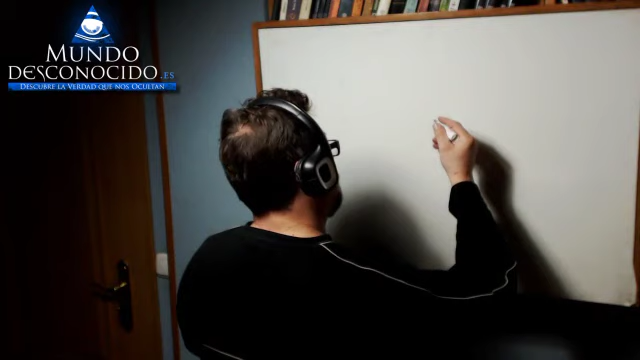 MUNDO
DESCONOCIDO.ES
DESCUBRE LA VERDAD QUE NOS OCULTAN